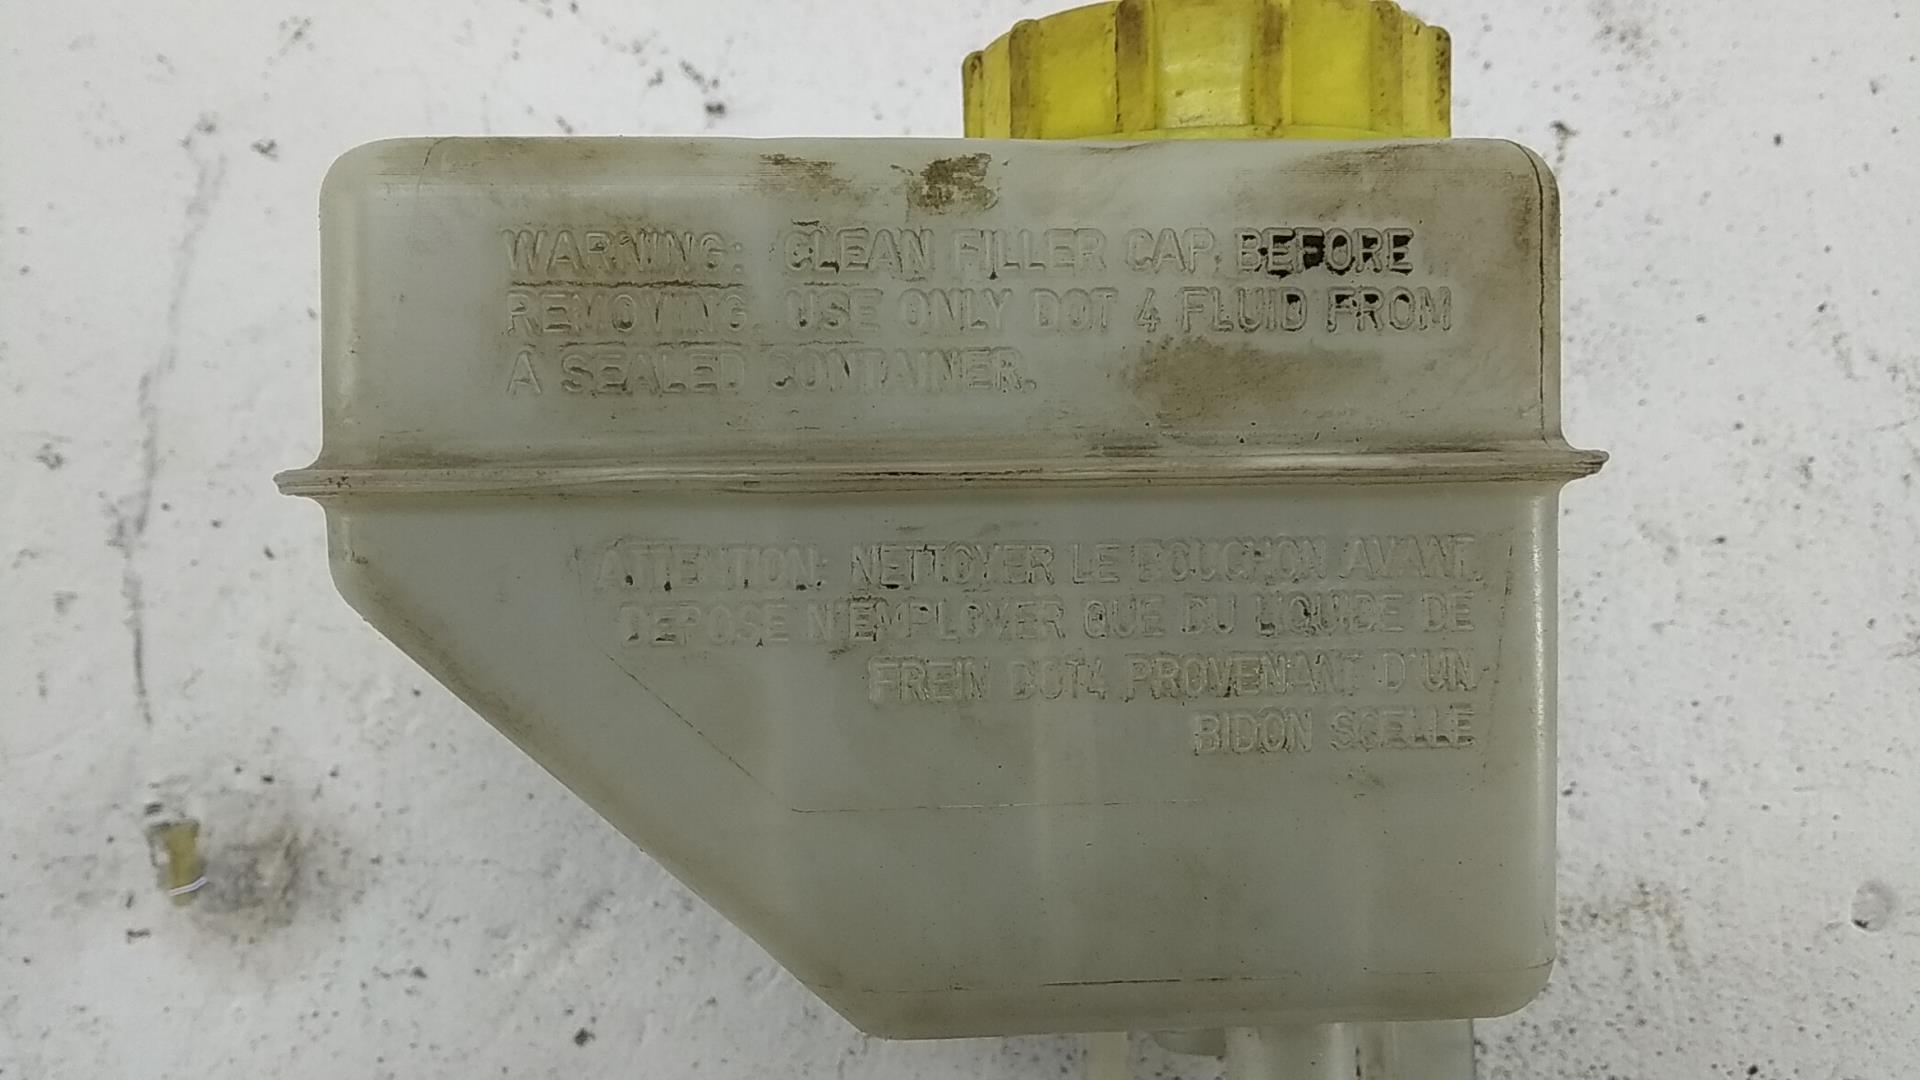 WARNING: CLEAN FILLER CAP BEFORE
REMOVING. USE ONLY DOT 4 FLUID FROM
A SEALED CONTAINER.
ATTENTION: NETTOYER LE BOUCHON AVANT
DEPOSE N'EMPLOYER QUE DU LIQUIDE DE
FREIN DOT4 PROVENANT D'UN
BIDON SCELLE